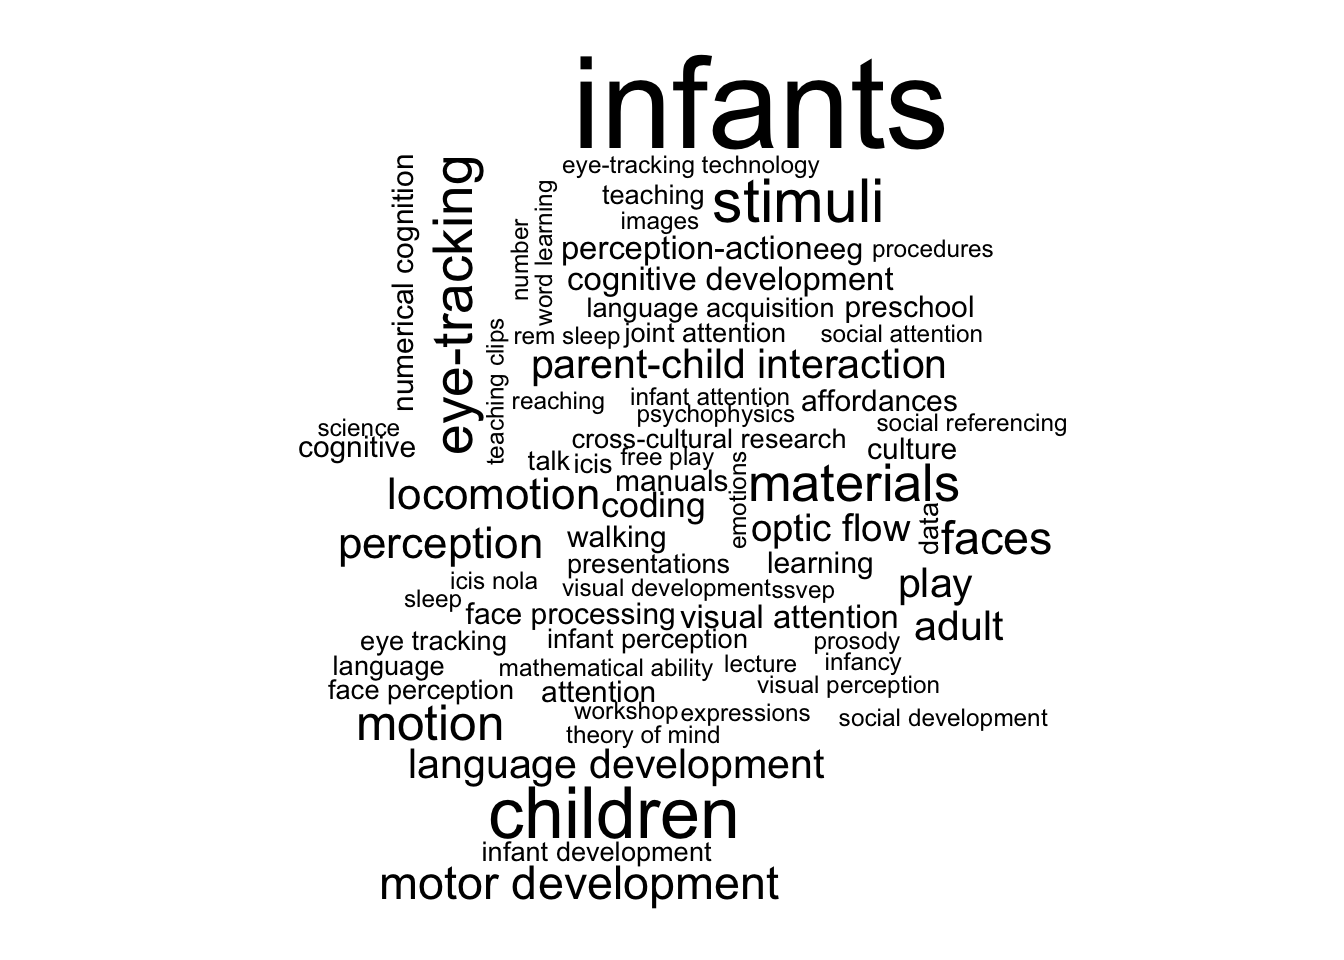 infants
eye-tracking technology
numerical cognition
eye-tracking
teaching
stimuli
images
number
word learning
perception-action
eeg
procedures
cognitive development
language acquisition
preschool
teaching clips
rem sleep
joint attention
social attention
parent-child interaction
reaching
infant attention
affordances
psychophysics
social referencing
science
cognitive
cross-cultural research
culture
talk
icis
free play
emotions
manuals
materials
locomotion
coding
data
optic flow
faces
perception
walking
presentations
learning
icis nola
visual development
ssvep
play
sleep
face processing
visual attention
adult
eye tracking
infant perception
prosody
language
mathematical ability
lecture
infancy
face perception
attention
visual perception
motion
workshop
expressions
social development
theory of mind
language development
children
infant development
motor development